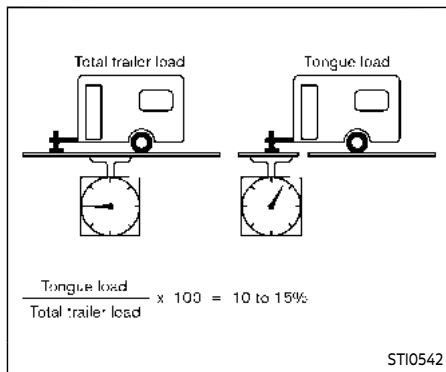 Total trailer load
Tongue load
Tongue load
Total trailer load
x 100 = 10 to 15%
STI0542